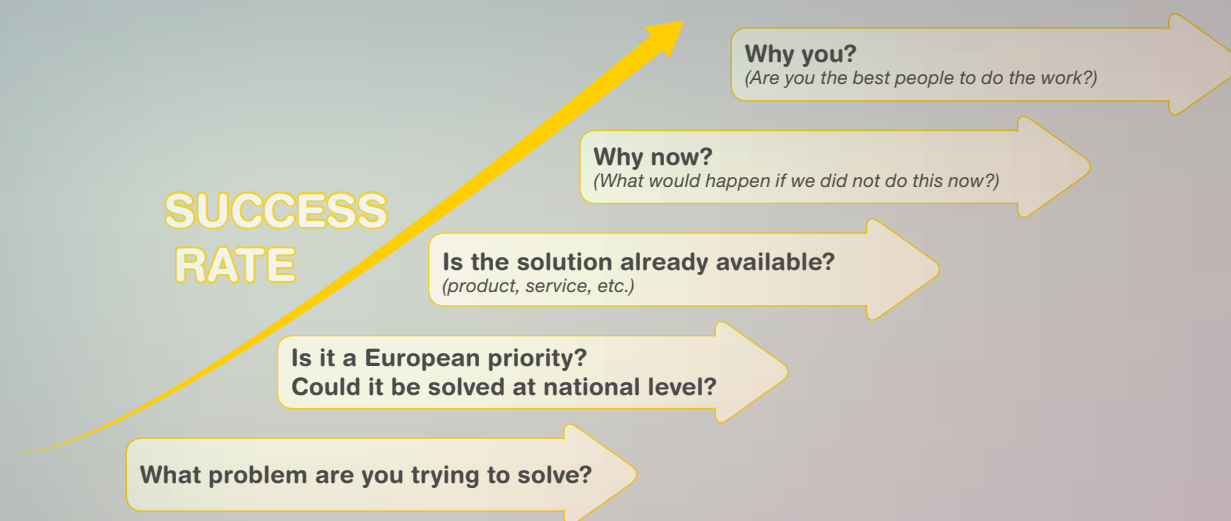 Why you?
(Are you the best people to do the work?)
Why now?
(What would happen if we did not do this now?)
SUCCESS
RATE
Is the solution already available?
(product, service, etc.)
Is it a European priority?
Could it be solved at national level?
What problem are you trying to solve?